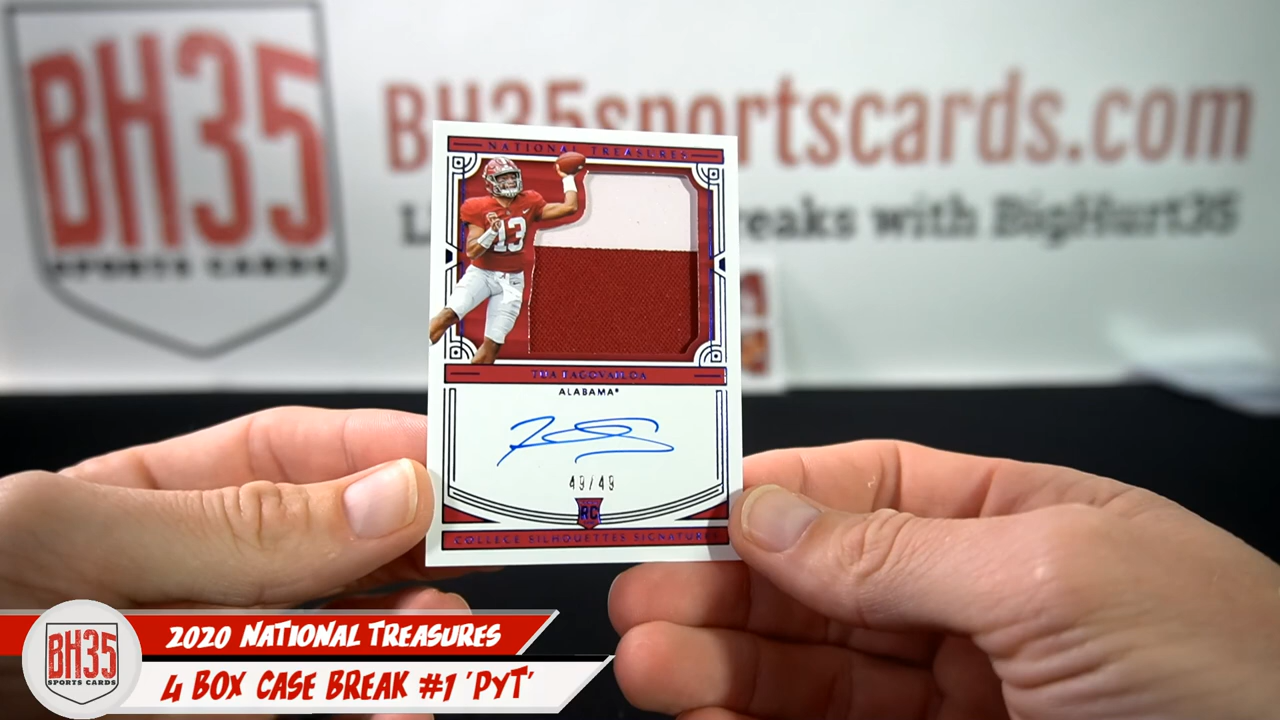 BH35
SPORTS CARDS
BH35sportscards.com
eaks with BigHurt35
NATIONAL TREASURES
13
TUA TAGOVAILOA
ALABAMA*
49/49
RC
COLLEGE SILHOUETTES SIGNATURES
BH35
SPORTS CARDS
2020 NATIONAL TREASURES
4 BOX CASE BREAK #1 'PYT'